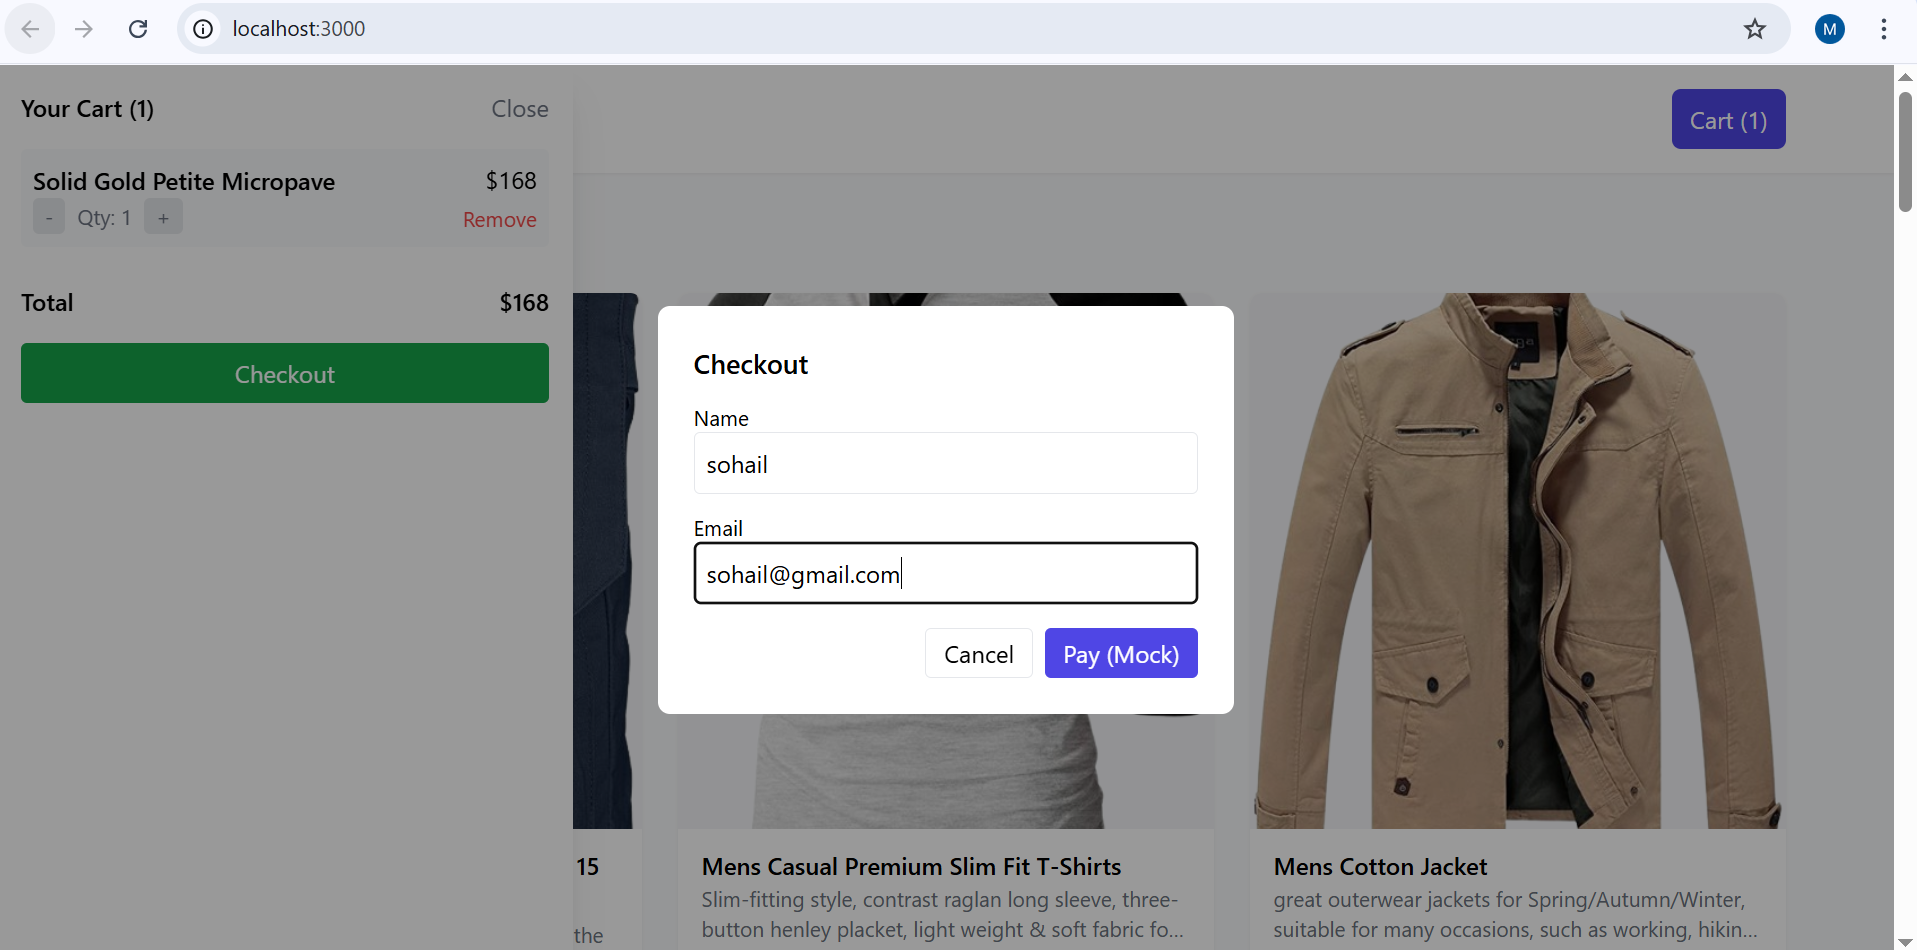 localhost:3000
M
Your Cart (1)
Close
Cart (1)
Solid Gold Petite Micropave
$168
- Qty: 1 +
Remove
Total
$168
Checkout
Checkout
Name
sohail
Email
sohail@gmail.com
Cancel
Pay (Mock)
15
the
Mens Casual Premium Slim Fit T-Shirts
Slim-fitting style, contrast raglan long sleeve, three-
button henley placket, light weight & soft fabric fo...
Mens Cotton Jacket
great outerwear jackets for Spring/Autumn/Winter,
suitable for many occasions, such as working, hikin...